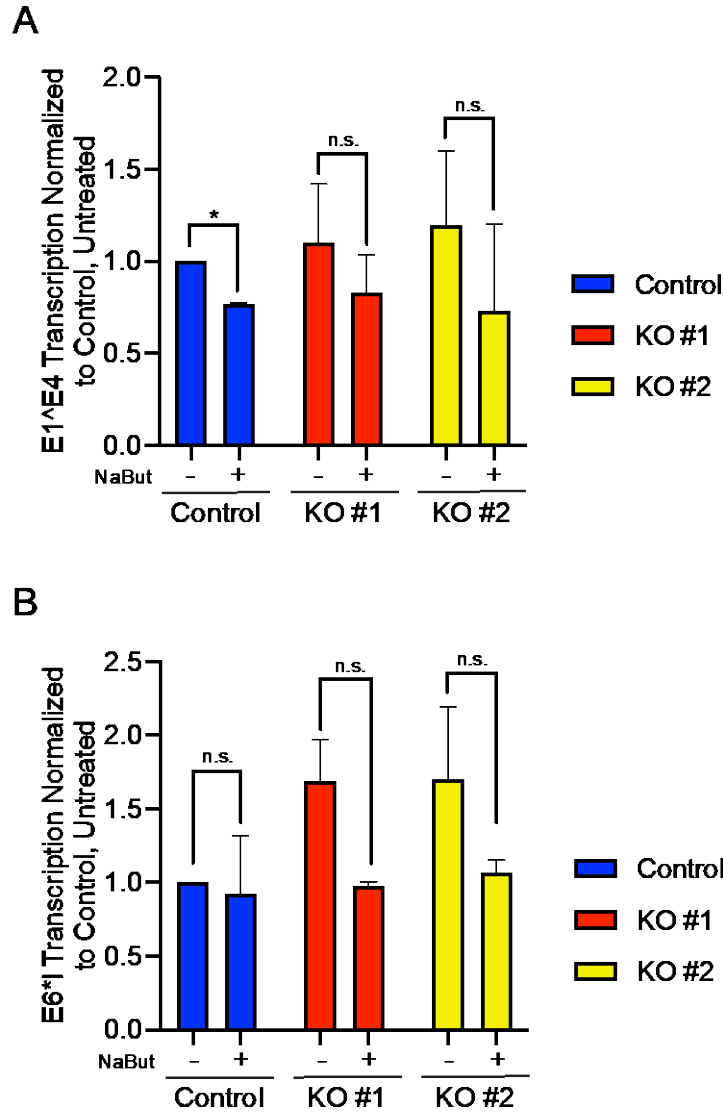 A
E1^E4 Transcription Normalized
to Control, Untreated
2.0
1.5
1.0
0.5
0.0
*
n.s.
n.s.
NaBut - + - + - +
Control KO #1 KO #2
Control
KO #1
KO #2
B
E6*I Transcription Normalized
to Control, Untreated
2.5
2.0
1.5
1.0
0.5
0.0
n.s.
n.s.
n.s.
NaBut - + - + - +
Control KO #1 KO #2
Control
KO #1
KO #2